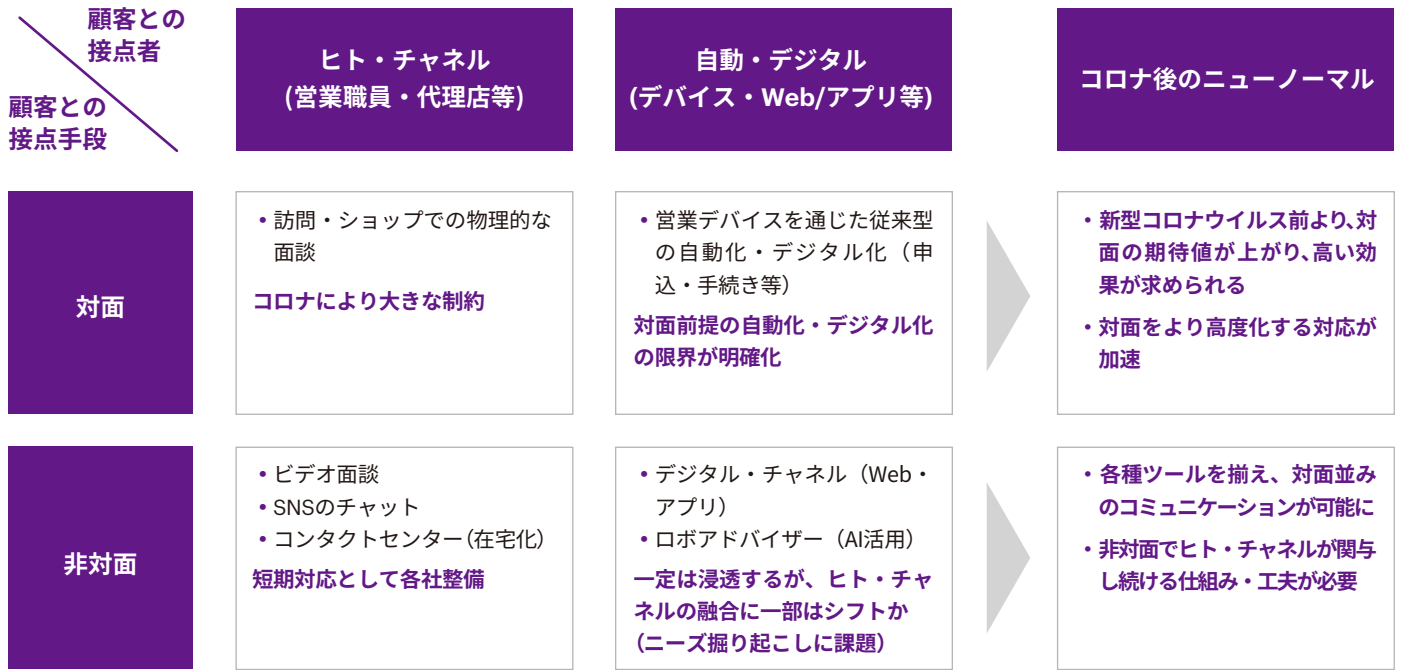 顧客との
接点者
顧客との
接点手段
ヒト・チャネル
(営業職員・代理店等)
自動・デジタル
(デバイス・Web/アプリ等)
コロナ後のニューノーマル
対面
•訪問・ショップでの物理的な
面談
コロナにより大きな制約
•営業デバイスを通じた従来型
の自動化・デジタル化（申
込・手続き等）
対面前提の自動化・デジタル化
の限界が明確化
・新型コロナウイルス前より、対
面の期待値が上がり、高い効
果が求められる
・対面をより高度化する対応が
加速
非対面
•ビデオ面談
•SNSのチャット
•コンタクトセンター（在宅化）
短期対応として各社整備
•デジタル・チャネル（Web・
アプリ）
•ロボアドバイザー（AI活用）
一定は浸透するが、ヒト・チャ
ネルの融合に一部はシフトか
（ニーズ掘り起こしに課題）
・各種ツールを揃え、対面並み
のコミュニケーションが可能に
・非対面でヒト・チャネルが関与
し続ける仕組み・工夫が必要